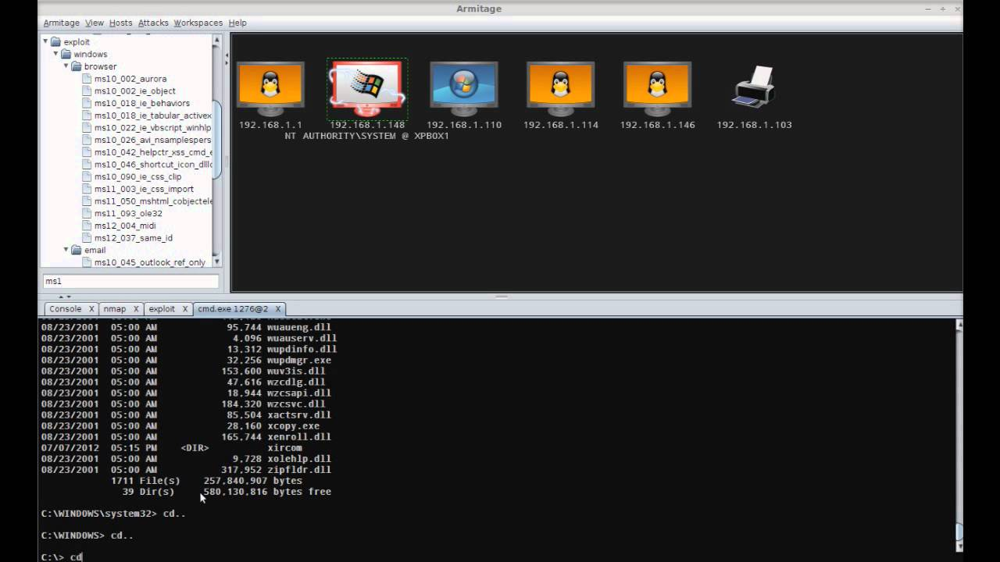 Armitage
Armitage View Hosts Attacks Workspaces Help
exploit
windows
browser
ms10_002_aurora
ms10_002_ie_object
ms10_018_ie_behaviors
ms10_018_ie_tabular_activex
ms10_022_ie_vbscript_winhlp
ms10_026_avi_nsamplespers
ms10_042_helpctr_xss_cmd_e
ms10_046_shortcut_icon_dllo
ms10_090_ie_css_clip
ms11_003_ie_css_import
ms11_050_mshtml_cobjectele
ms11_093_ole32
ms12_004_midi
ms12_037_same_id
email
ms10_045_outlook_ref_only
ms1
192.168.1.1
192.168.1.148
192.168.1.110
192.168.1.114
192.168.1.146
192.168.1.103
NT AUTHORITY\SYSTEM @ XPBOX1
Console X nmap X exploit X cmd.exe 1276@2 X
08/23/2001 05:00 AM 95,744 wuaueng.dll
08/23/2001 05:00 AM 4,096 wuauserv.dll
08/23/2001 05:00 AM 13,312 wupdinfo.dll
08/23/2001 05:00 AM 32,256 wupdmgr.exe
08/23/2001 05:00 AM 153,600 wuv3is.dll
08/23/2001 05:00 AM 47,616 wzcdlg.dll
08/23/2001 05:00 AM 18,944 wzcsapi.dll
08/23/2001 05:00 AM 184,320 wzcsvc.dll
08/23/2001 05:00 AM 85,504 xactsrv.dll
08/23/2001 05:00 AM 28,160 xcopy.exe
08/23/2001 05:00 AM 165,744 xenroll.dll
07/07/2012 05:15 PM <DIR> xircom
08/23/2001 05:00 AM 9,728 xolehlp.dll
08/23/2001 05:00 AM 317,952 zipfldr.dll
1711 File(s) 257,840,907 bytes
39 Dir(s) 580,130,816 bytes free
C:\WINDOWS\system32> cd..
C:\WINDOWS> cd..
C:\> cd